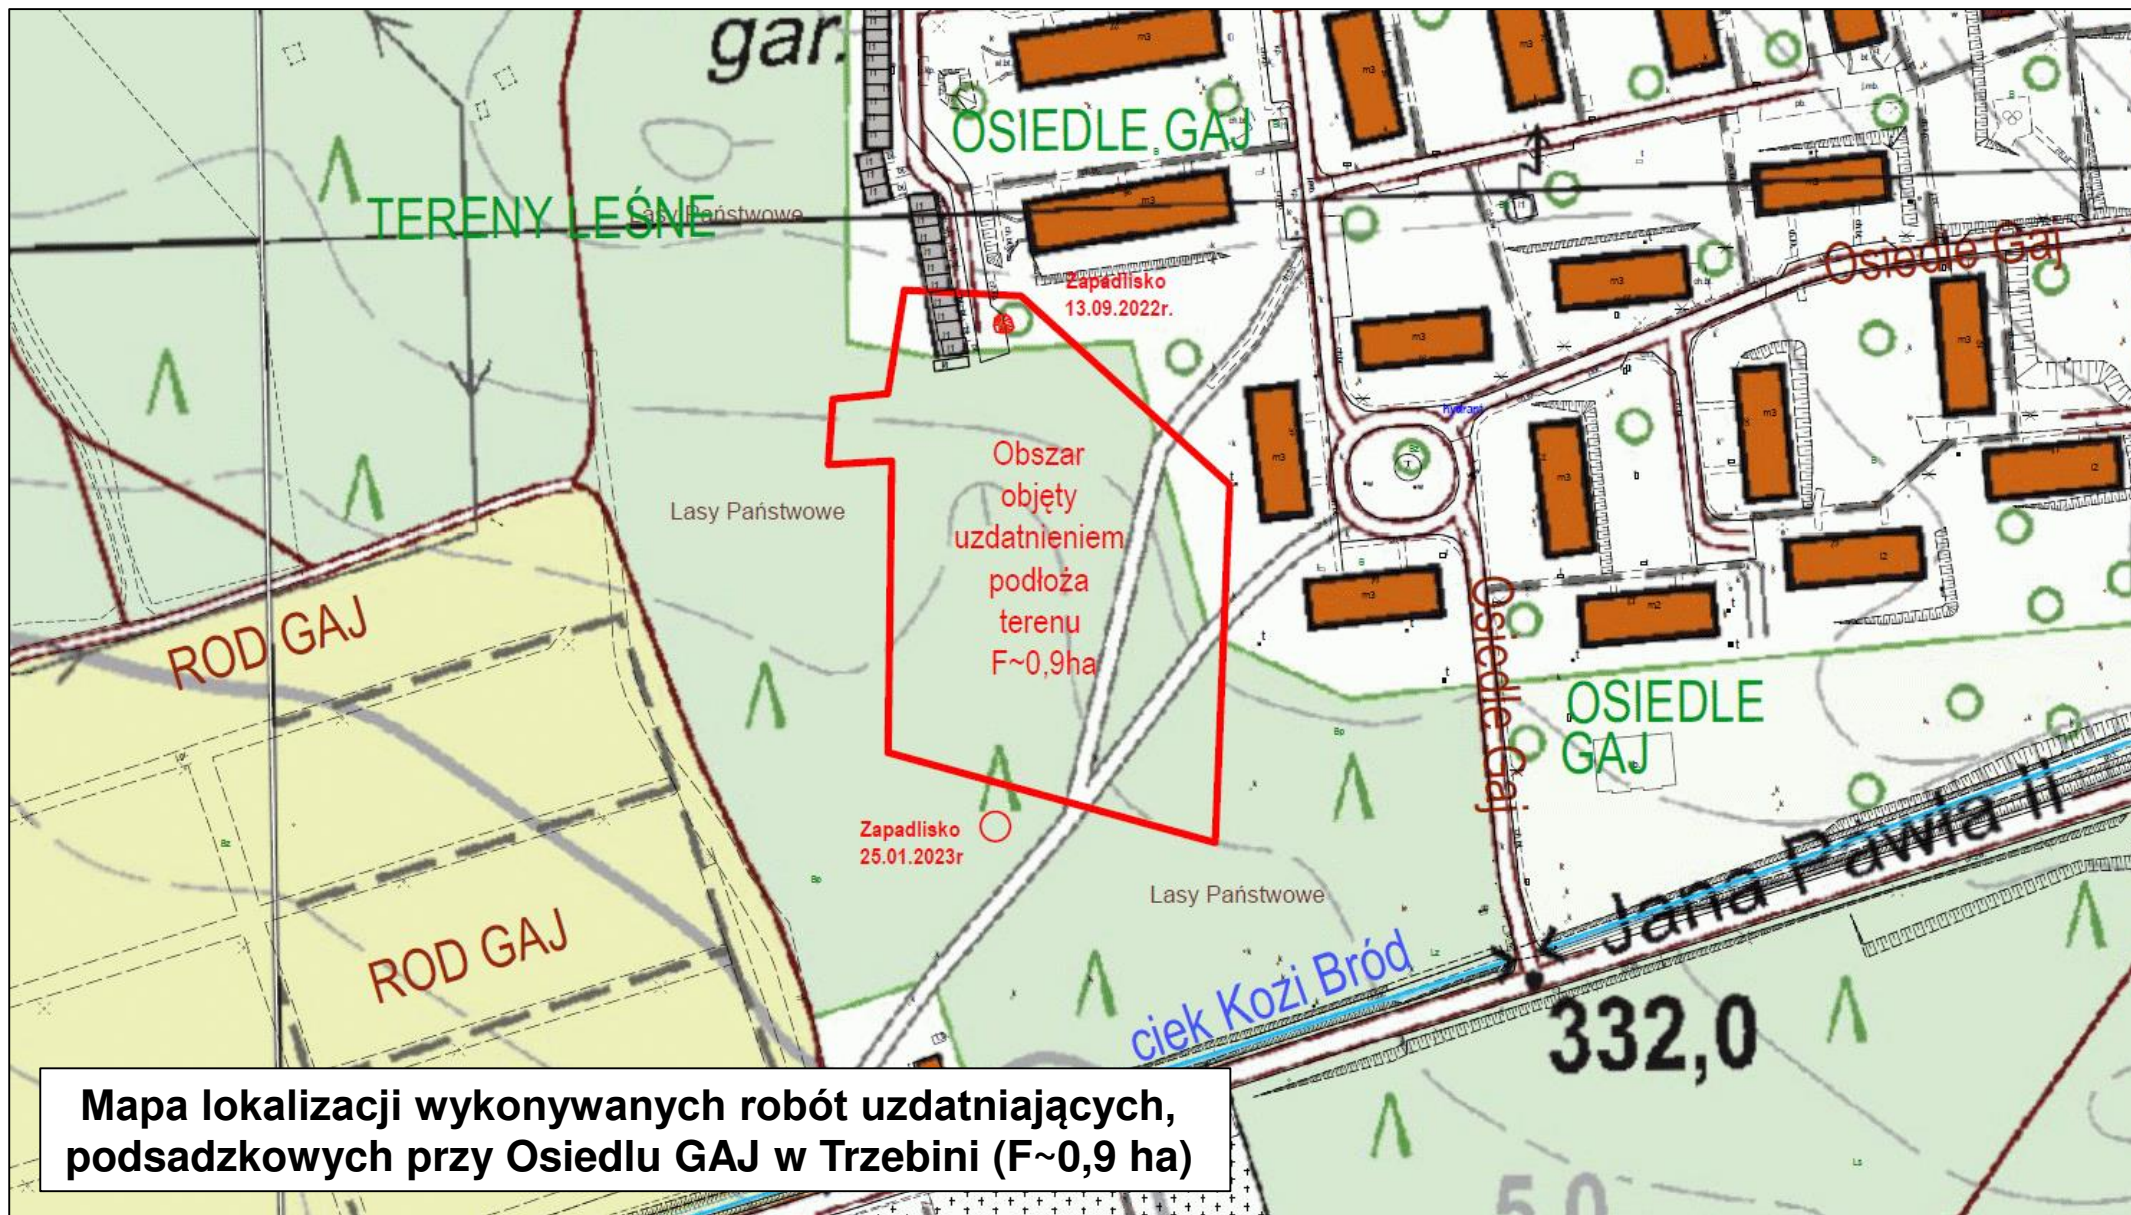 gar.
OSIEDLE GAJ
TERENY LEŚNE
Lasy Państwowe
Zapadlisko
13.09.2022r.
Osiedle Gaj
hydrant
Obszar
objęty
uzdatnieniem
podłoża
terenu
F~0,9ha
Lasy Państwowe
ROD GAJ
Osiedle Gaj
OSIEDLE
GAJ
Zapadlisko
25.01.2023r
Lasy Państwowe
Jana Pawła II
ROD GAJ
ciek Kozi Bród
332,0
5,0
Mapa lokalizacji wykonywanych robót uzdatniających,
podsadzkowych przy Osiedlu GAJ w Trzebini (F~0,9 ha)